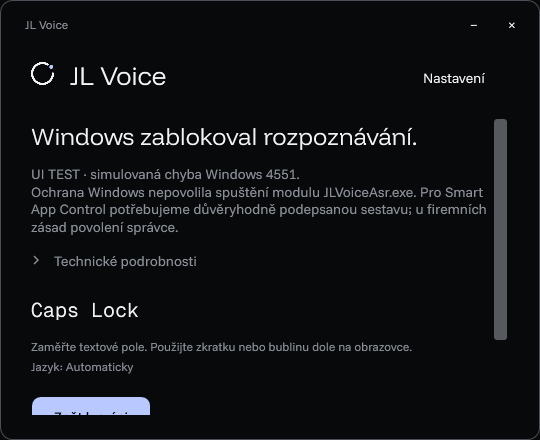 JL Voice
JL Voice
Nastavení
Windows zablokoval rozpoznávání.
UI TEST · simulovaná chyba Windows 4551.
Ochrana Windows nepovolila spuštění modulu JLVoiceAsr.exe. Pro Smart
App Control potřebujeme důvěryhodně podepsanou sestavu; u firemních
zásad povolení správce.
Technické podrobnosti
Caps Lock
Zaměřte textové pole. Použijte zkratku nebo bublinu dole na obrazovce.
Jazyk: Automaticky